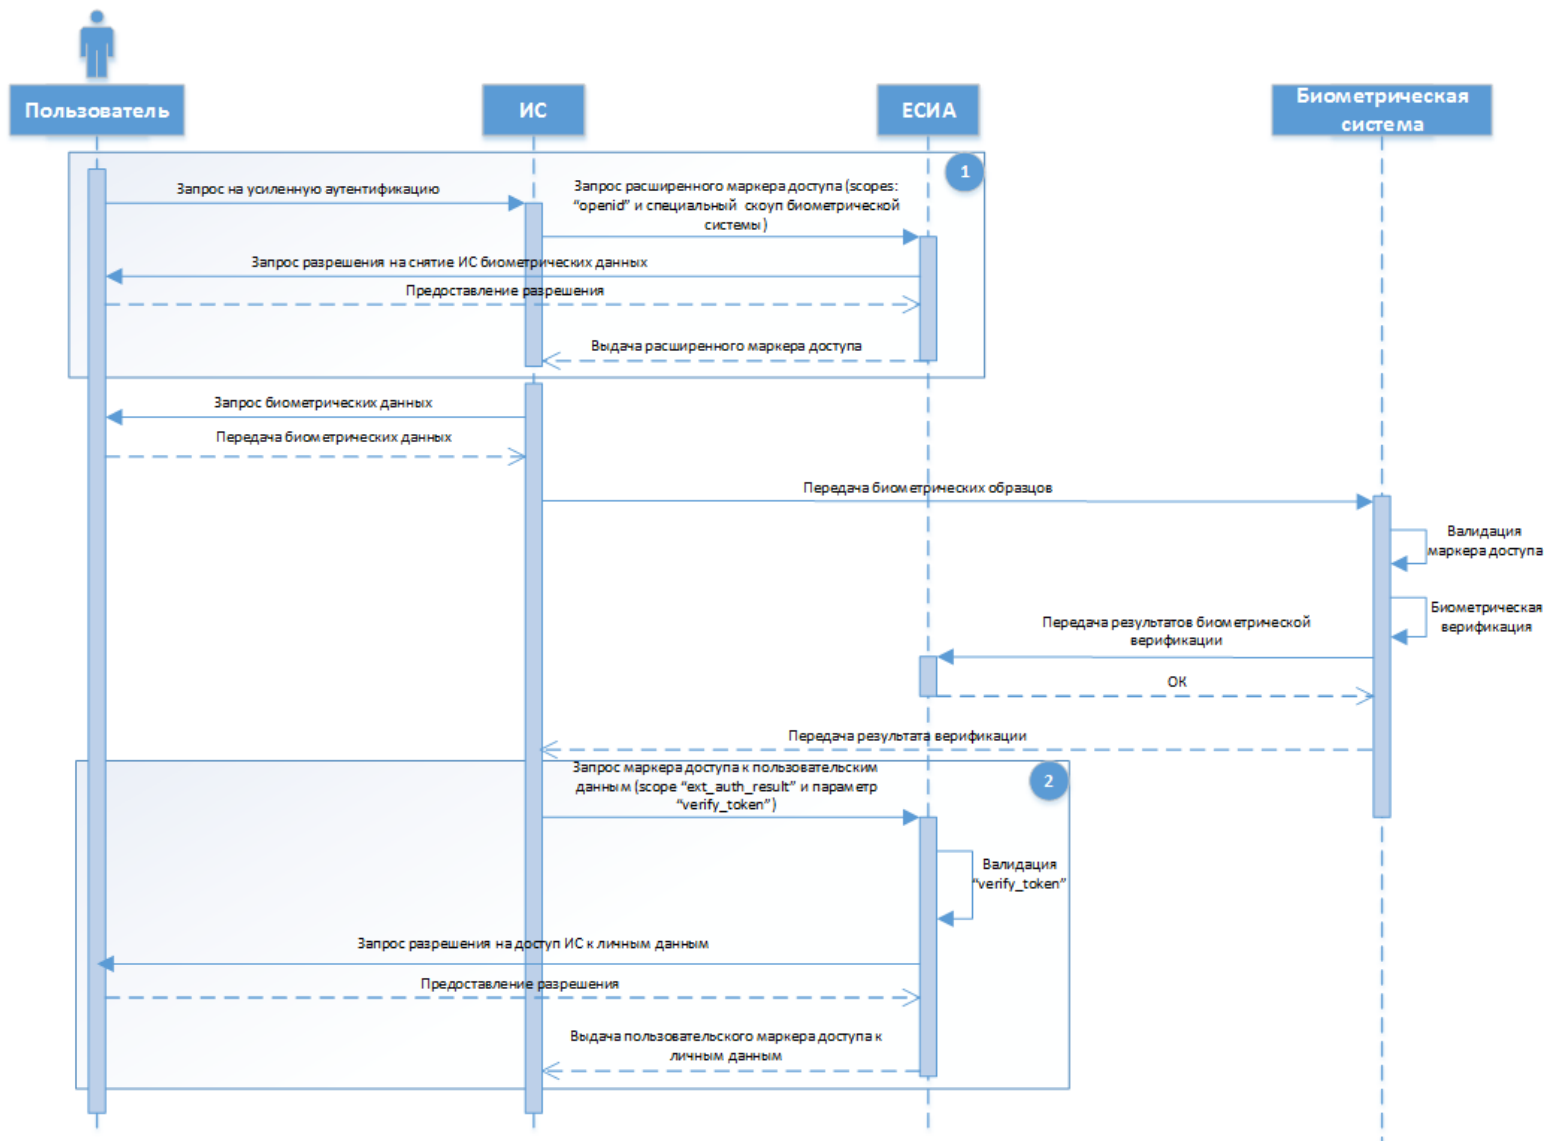 Пользователь
ИС
ЕСИА
Биометрическая
система
1
Запрос на усиленную аутентификацию
Запрос расширенного маркера доступа (scopes:
“openid” и специальный скоуп биометрической
системы)
Запрос разрешения на снятие ИС биометрических данных
Предоставление разрешения
Выдача расширенного маркера доступа
Запрос биометрических данных
Передача биометрических данных
Передача биометрических образцов
Валидация
маркера доступа
Биометрическая
верификация
Передача результатов биометрической
верификации
ОК
Передача результата верификации
2
Запрос маркера доступа к пользовательским
данным (scope “ext_auth_result” и параметр
“verify_token”)
Валидация
“verify_token”
Запрос разрешения на доступ ИС к личным данным
Предоставление разрешения
Выдача пользовательского маркера доступа к
личным данным